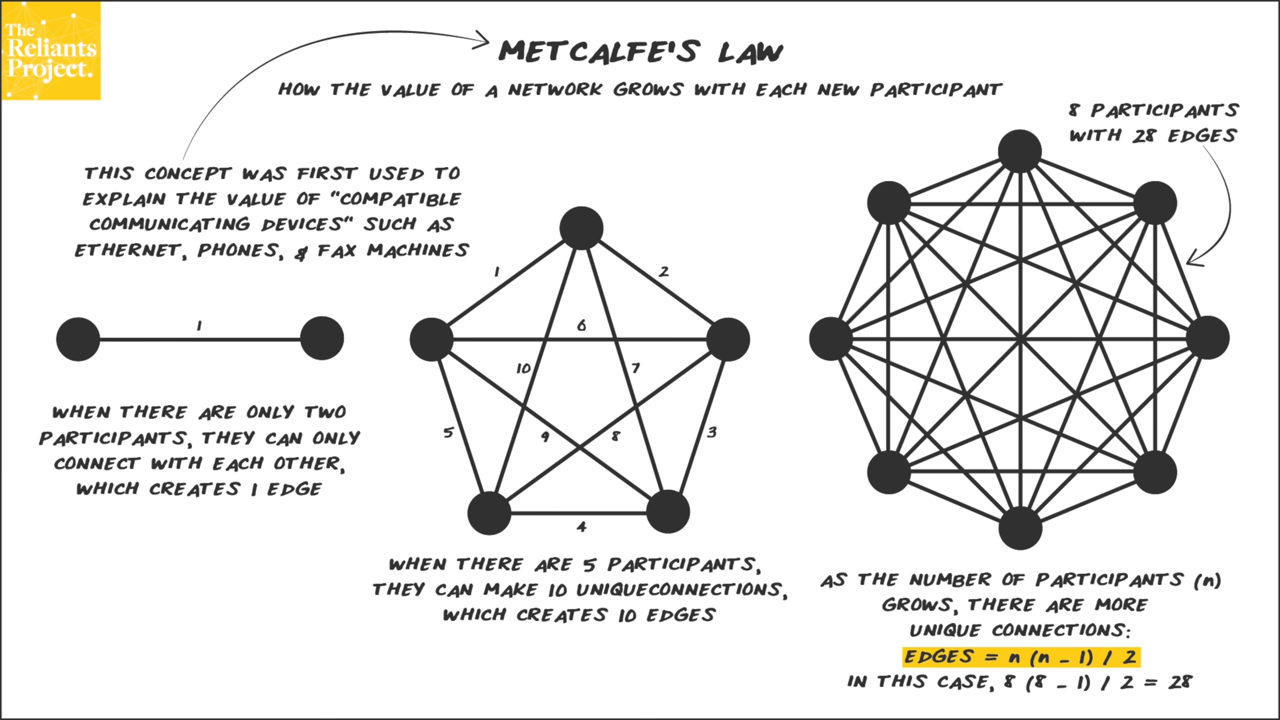 The
Reliants
Project.
METCALFE'S LAW
HOW THE VALUE OF A NETWORK GROWS WITH EACH NEW PARTICIPANT
8 PARTICIPANTS
WITH 28 EDGES
THIS CONCEPT WAS FIRST USED TO
EXPLAIN THE VALUE OF "COMPATIBLE
COMMUNICATING DEVICES" SUCH AS
ETHERNET, PHONES, & FAX MACHINES
1
WHEN THERE ARE ONLY TWO
PARTICIPANTS, THEY CAN ONLY
CONNECT WITH EACH OTHER,
WHICH CREATES 1 EDGE
1
2
6
10
7
5
9
8
3
4
WHEN THERE ARE 5 PARTICIPANTS,
THEY CAN MAKE 10 UNIQUECONNECTIONS,
WHICH CREATES 10 EDGES
AS THE NUMBER OF PARTICIPANTS (n)
GROWS, THERE ARE MORE
UNIQUE CONNECTIONS:
EDGES = n (n - 1) / 2
IN THIS CASE, 8 (8 - 1) / 2 = 28